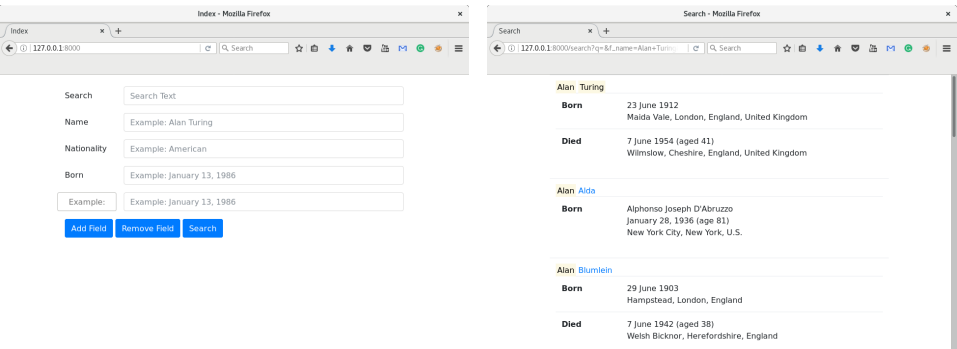 Index - Mozilla Firefox
×
Index × +
127.0.0.1:8000 Search
Search Search Text
Name Example: Alan Turing
Nationality Example: American
Born Example: January 13, 1986
Example: Example: January 13, 1986
Add Field Remove Field Search
Search - Mozilla Firefox
×
Search × +
127.0.0.1:8000/search?q=&f_name=Alan+Turing Search
Alan Turing
Born 23 June 1912
Maida Vale, London, England, United Kingdom
Died 7 June 1954 (aged 41)
Wilmslow, Cheshire, England, United Kingdom
Alan Alda
Born Alphonso Joseph D'Abruzzo
January 28, 1936 (age 81)
New York City, New York, U.S.
Alan Blumlein
Born 29 June 1903
Hampstead, London, England
Died 7 June 1942 (aged 38)
Welsh Bicknor, Herefordshire, England